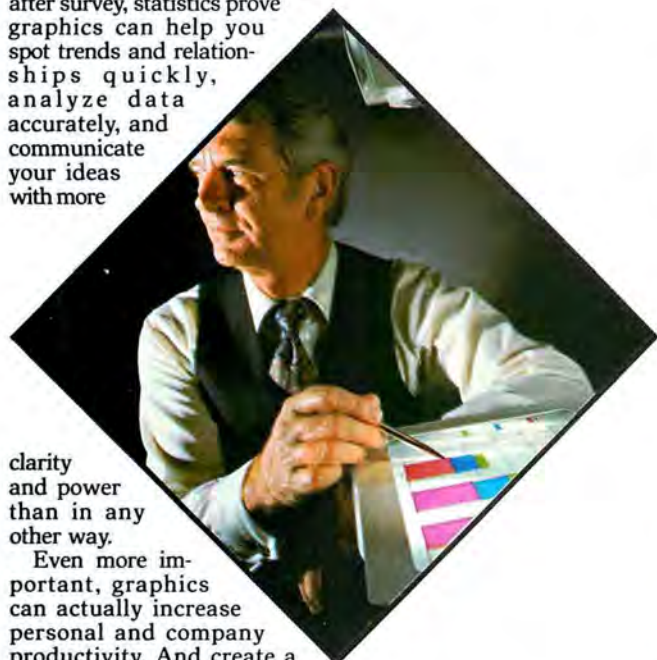 after survey, statistics prove
graphics can help you
spot trends and relation-
ships quickly,
analyze data
accurately, and
communicate
your ideas
with more
clarity
and power
than in any
other way.
Even more im-
portant, graphics
can actually increase
personal and company
productivity. And create a